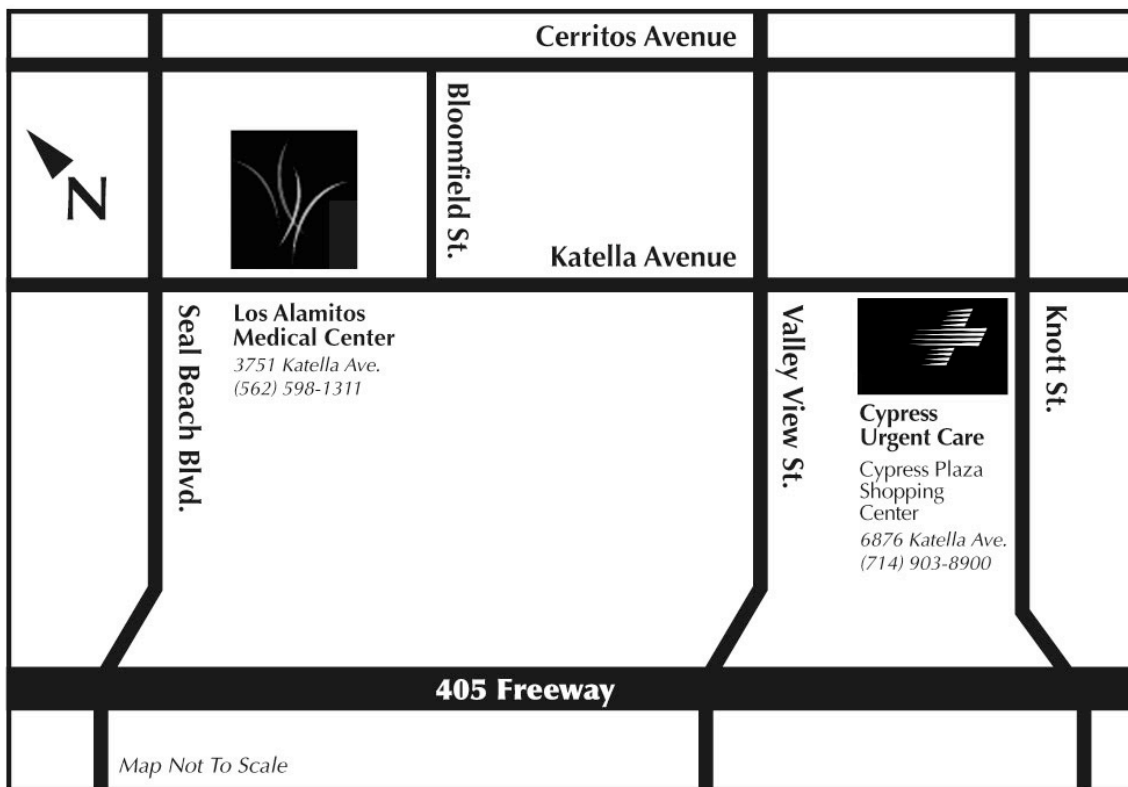 Cerritos Avenue
Bloomfield St.
N
Katella Avenue
Seal Beach Blvd.
Los Alamitos
Medical Center
3751 Katella Ave.
(562) 598-1311
Valley View St.
Knott St.
Cypress
Urgent Care
Cypress Plaza
Shopping
Center
6876 Katella Ave.
(714) 903-8900
405 Freeway
Map Not To Scale